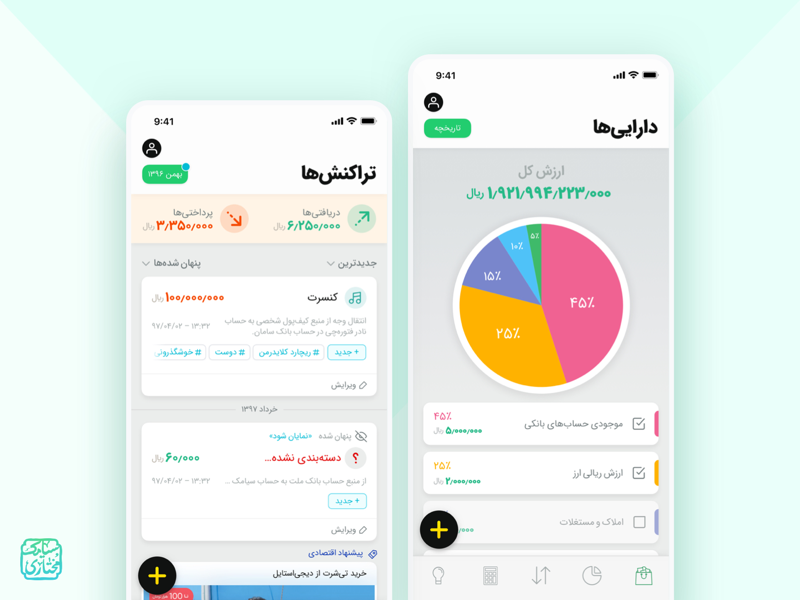 9:41
دارایی‌ها
تاریخچه
ارزش کل
۱٫۹۲۱٫۹۹۴٫۲۲۳٫۰۰۰ ریال
۵٪
۱۰٪
۱۵٪
۴۵٪
۲۵٪
موجودی حساب‌های بانکی
۴۵٪
۵٫۰۰۰٫۰۰۰ ریال
ارزش ریالی ارز
۲۵٪
۲٫۰۰۰٫۰۰۰ ریال
املاک و مستغلات
9:41
تراکنش‌ها
بهمن ۱۳۹۶
دریافتی‌ها
۶٫۲۵۰٫۰۰۰ ریال
پرداختی‌ها
۳٫۳۵۰٫۰۰۰ ریال
جدیدترین
پنهان شده‌ها
کنسرت
۱۰۰٫۰۰۰٫۰۰۰ ریال
انتقال وجه از منبع کیف‌پول شخصی به حساب
نادر فتوره‌چی در حساب بانک سامان.
۹۷/۰۴/۰۲ – ۱۳:۳۲
+ جدید
# ریچارد کلایدرمن
# دوست
# خوشگذرونی
ویرایش
خرداد ۱۳۹۷
پنهان شده «نمایان شود»
؟
دسته‌بندی نشده...
۶۰٫۰۰۰ ریال
از منبع حساب بانک ملت به حساب سیامک ...
۹۷/۰۴/۰۲ – ۱۳:۳۲
+ جدید
ویرایش
پیشنهاد اقتصادی
خرید تی‌شرت از دیجی‌استایل